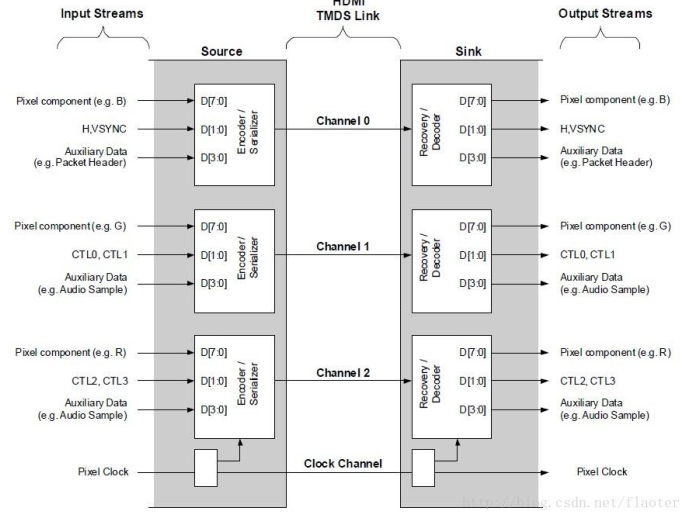 HDMI
Input Streams
TMDS Link
Output Streams
Source
Sink
Pixel component (e.g. B)
D[7:0]
D[7:0]
Pixel component (e.g. B)
H,VSYNC
D[1:0]
Encoder /
Serializer
Channel 0
Recovery /
Decoder
D[1:0]
H,VSYNC
Auxiliary Data
(e.g. Packet Header)
D[3:0]
D[3:0]
Auxiliary Data
(e.g. Packet Header)
Pixel component (e.g. G)
D[7:0]
D[7:0]
Pixel component (e.g. G)
CTL0, CTL1
D[1:0]
Encoder /
Serializer
Channel 1
Recovery /
Decoder
D[1:0]
CTL0, CTL1
Auxiliary Data
(e.g. Audio Sample)
D[3:0]
D[3:0]
Auxiliary Data
(e.g. Audio Sample)
Pixel component (e.g. R)
D[7:0]
D[7:0]
Pixel component (e.g. R)
CTL2, CTL3
D[1:0]
Encoder /
Serializer
Channel 2
Recovery /
Decoder
D[1:0]
CTL2, CTL3
Auxiliary Data
(e.g. Audio Sample)
D[3:0]
D[3:0]
Auxiliary Data
(e.g. Audio Sample)
Pixel Clock
Clock Channel
Pixel Clock
http://blog.csdn.net/flaoter